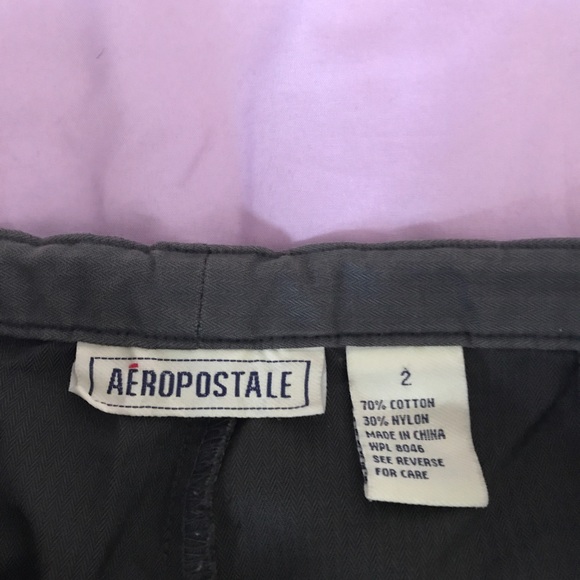 AÉROPOSTALE
2
70% COTTON
30% NYLON
MADE IN CHINA
WPL 8046
SEE REVERSE
FOR CARE